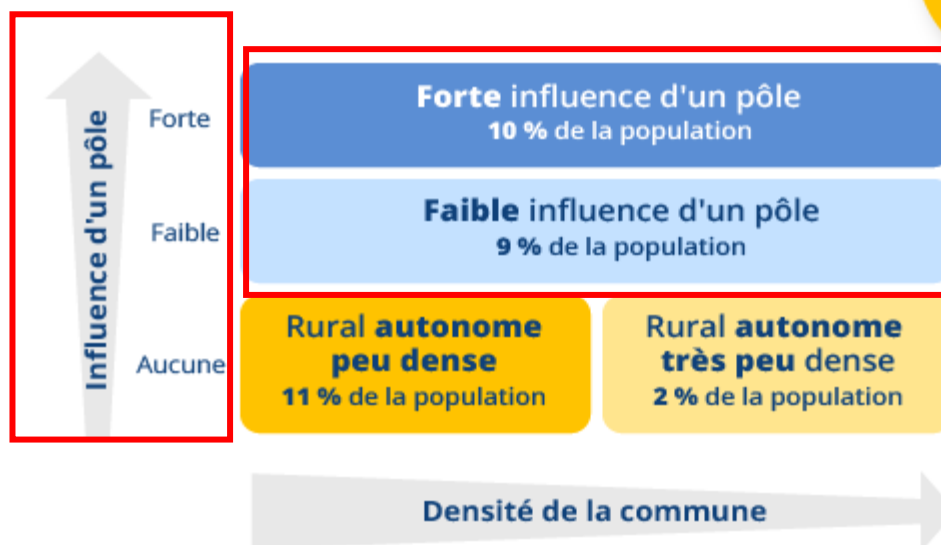 Influence d'un pôle
Forte
Forte influence d'un pôle
10 % de la population
Faible
Faible influence d'un pôle
9 % de la population
Aucune
Rural autonome
peu dense
11 % de la population
Rural autonome
très peu dense
2 % de la population
Densité de la commune